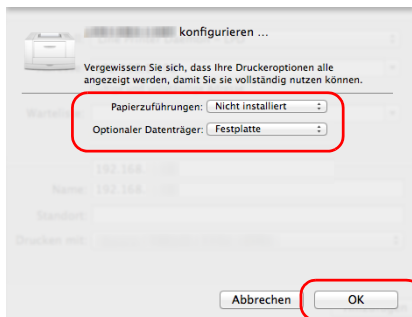 konfigurieren ...
Vergewissern Sie sich, dass Ihre Druckeroptionen alle
angezeigt werden, damit Sie sie vollständig nutzen können.
Papierzuführungen: Nicht installiert
Warteliste:
Optionaler Datenträger: Festplatte
192.168
Name: 192.168
Standort:
Drucken mit:
Abbrechen OK